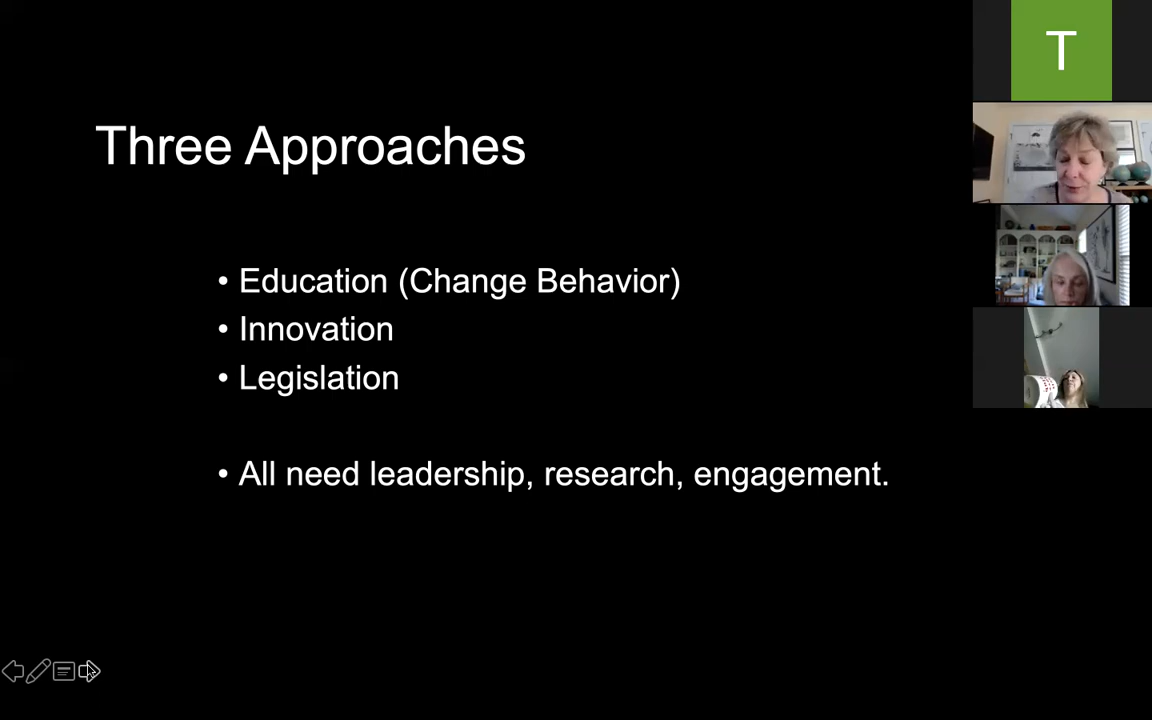 Three Approaches
• Education (Change Behavior)
• Innovation
• Legislation
• All need leadership, research, engagement.
T